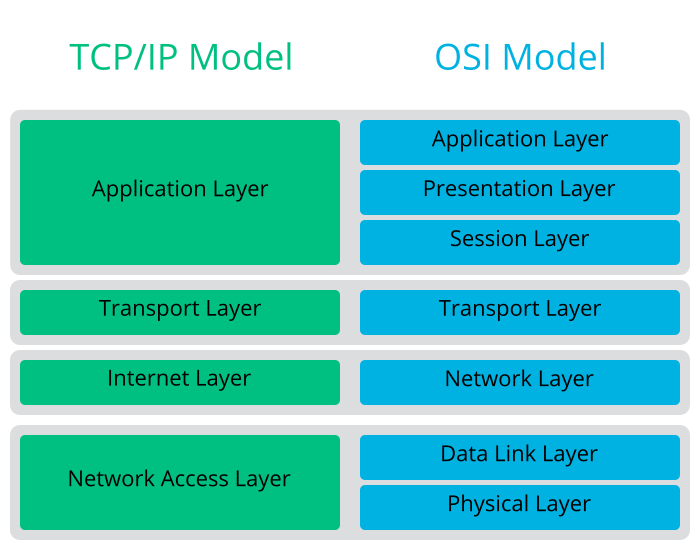 TCP/IP Model
OSI Model
Application Layer
Application Layer
Presentation Layer
Session Layer
Transport Layer
Transport Layer
Internet Layer
Network Layer
Network Access Layer
Data Link Layer
Physical Layer